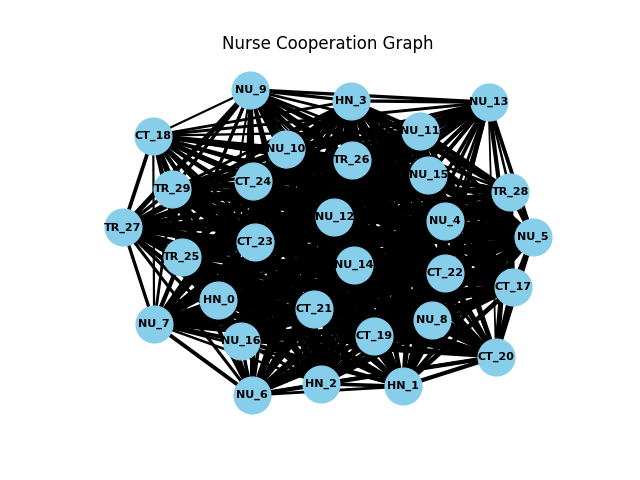 Nurse Cooperation Graph
NU_9
HN_3
NU_13
CT_18
NU_11
NU_10
TR_26
NU_15
CT_24
TR_29
TR_28
NU_12
NU_4
TR_27
NU_5
CT_23
TR_25
NU_14
CT_22
CT_17
HN_0
CT_21
NU_8
NU_7
CT_19
NU_16
CT_20
HN_2
HN_1
NU_6